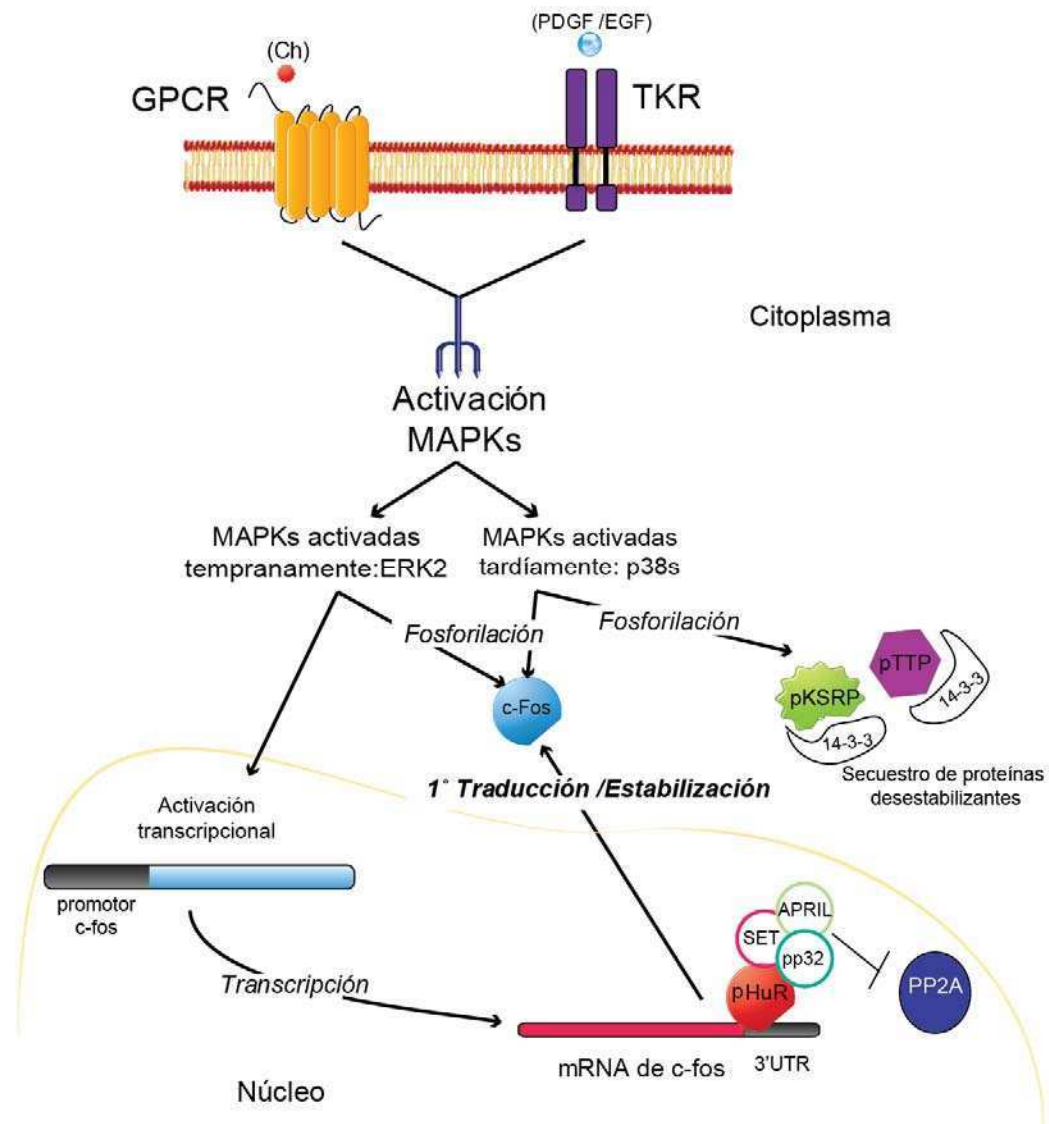 (PDGF /EGF)
(Ch)
GPCR
TKR
Citoplasma
Activación
MAPKs
MAPKs activadas
tempranamente:ERK2
MAPKs activadas
tardíamente: p38s
Fosforilación
Fosforilación
pTTP
14-3-3
pKSRP
14-3-3
c-Fos
Secuestro de proteínas
desestabilizantes
1° Traducción /Estabilización
Activación
transcripcional
promotor
c-fos
Transcripción
APRIL
SET
pp32
pHuR
PP2A
mRNA de c-fos
3'UTR
Núcleo